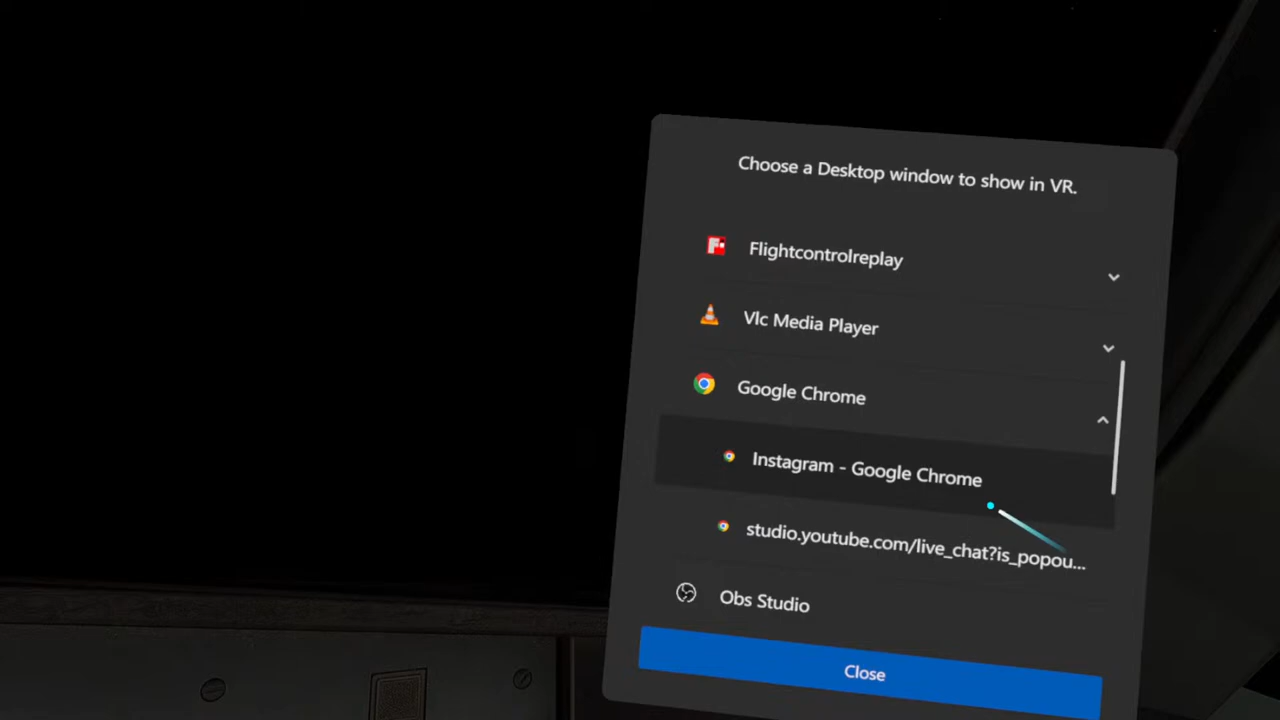 Choose a Desktop window to show in VR.
Flightcontrolreplay
Vlc Media Player
Google Chrome
Instagram - Google Chrome
studio.youtube.com/live_chat?is_popou...
Obs Studio
Close